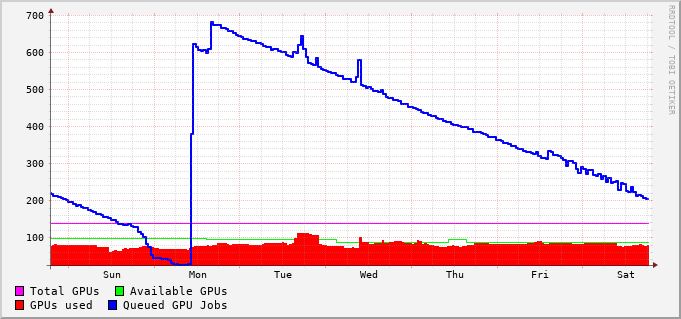 700
600
500
400
300
200
100
Sun Mon Tue Wed Thu Fri Sat
Total GPUs Available GPUs
GPUs used Queued GPU Jobs
RRDTOOL / TOBI OETIKER